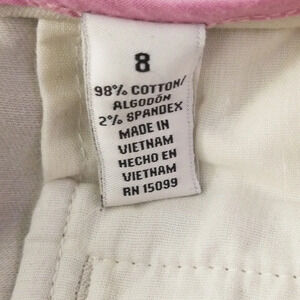 8
98% COTTON/
ALGODÓN
2% SPANDEX
MADE IN
VIETNAM
HECHO EN
VIETNAM
RN 15099